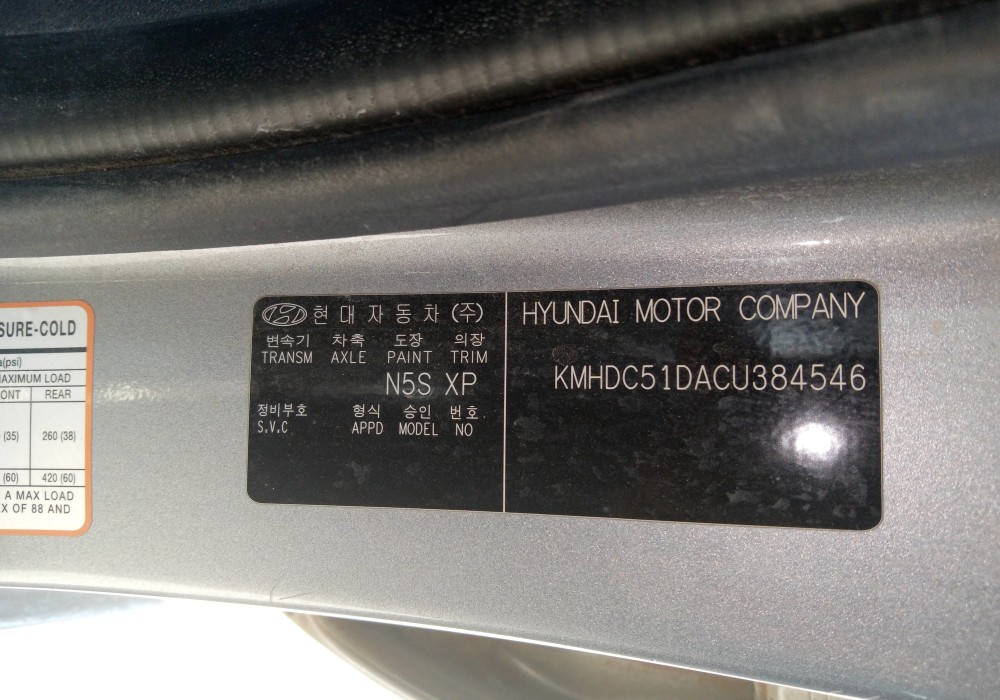 SURE-COLD
(psi)
MAXIMUM LOAD
ONT REAR
(35) 260 (38)
(60) 420 (60)
A MAX LOAD
X OF 88 AND
현대자동차(주)
변속기 차축 도장 의장
TRANSM AXLE PAINT TRIM
N5S XP
정비부호 형식 승인 번호
S.V.C APPD MODEL NO
HYUNDAI MOTOR COMPANY
KMHDC51DACU384546